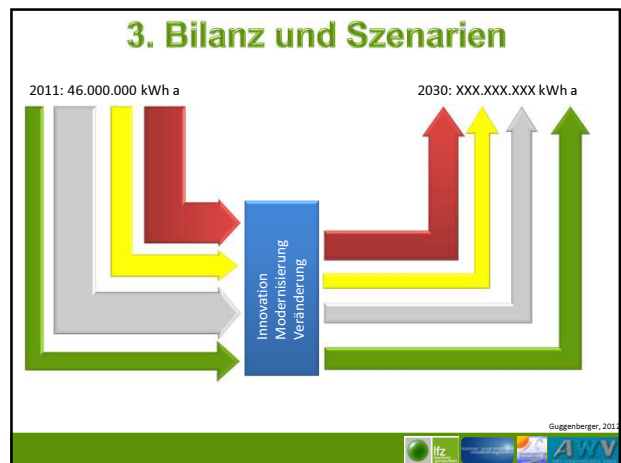 3. Bilanz und Szenarien
2011: 46.000.000 kWh a
2030: XXX.XXX.XXX kWh a
Innovation
Modernisierung
Veränderung
Guggenberger, 2012
lfz
AWV